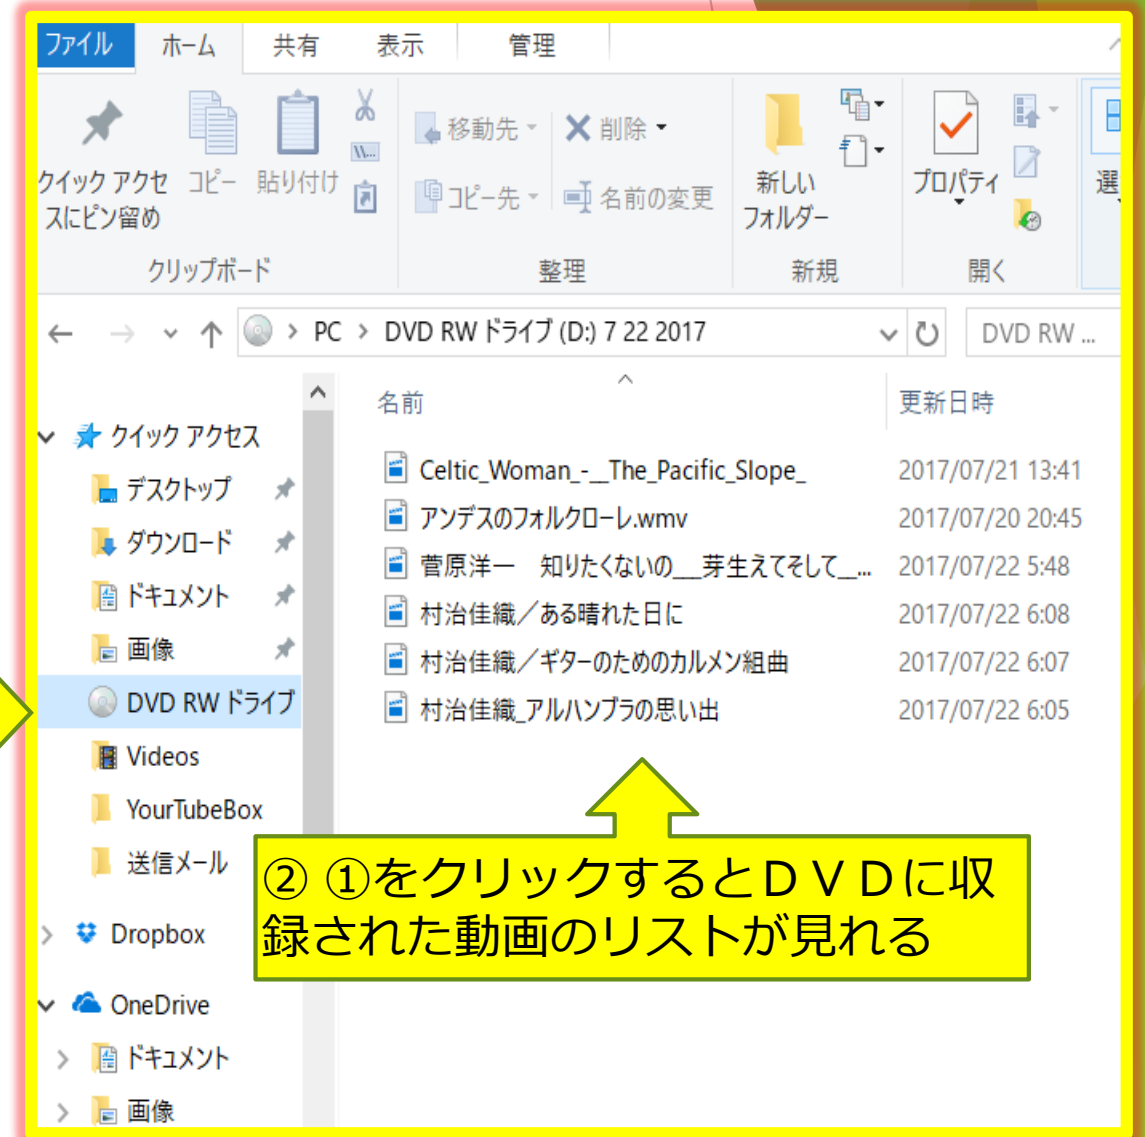 ファイル ホーム 共有 表示 管理
クイック アクセスにピン留め
コピー
貼り付け
移動先
コピー先
削除
名前の変更
新しい
フォルダー
プロパティ
選
クリップボード 整理 新規 開く
PC > DVD RW ドライブ (D:) 7 22 2017
DVD RW ...
名前 更新日時
クイック アクセス
デスクトップ
ダウンロード
ドキュメント
画像
DVD RW ドライブ
Videos
YourTubeBox
送信メール
Dropbox
OneDrive
ドキュメント
画像
Celtic_Woman_-__The_Pacific_Slope_ 2017/07/21 13:41
アンデスのフォルクローレ.wmv 2017/07/20 20:45
菅原洋一 知りたくないの__芽生えてそして__... 2017/07/22 5:48
村治佳織／ある晴れた日に 2017/07/22 6:08
村治佳織／ギターのためのカルメン組曲 2017/07/22 6:07
村治佳織_アルハンブラの思い出 2017/07/22 6:05
② ①をクリックするとＤＶＤに収
録された動画のリストが見れる